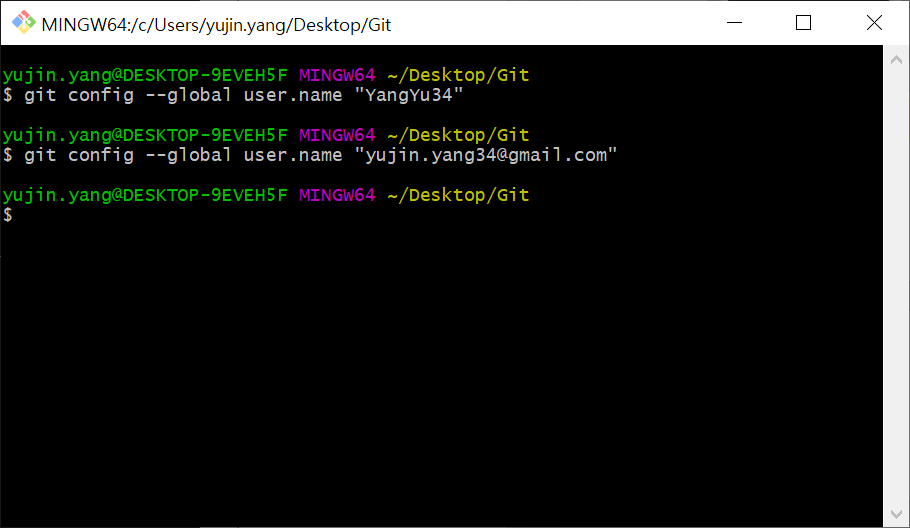 MINGW64:/c/Users/yujin.yang/Desktop/Git
yujin.yang@DESKTOP-9EVEH5F MINGW64 ~/Desktop/Git
$ git config --global user.name "YangYu34"
yujin.yang@DESKTOP-9EVEH5F MINGW64 ~/Desktop/Git
$ git config --global user.name "yujin.yang34@gmail.com"
yujin.yang@DESKTOP-9EVEH5F MINGW64 ~/Desktop/Git
$